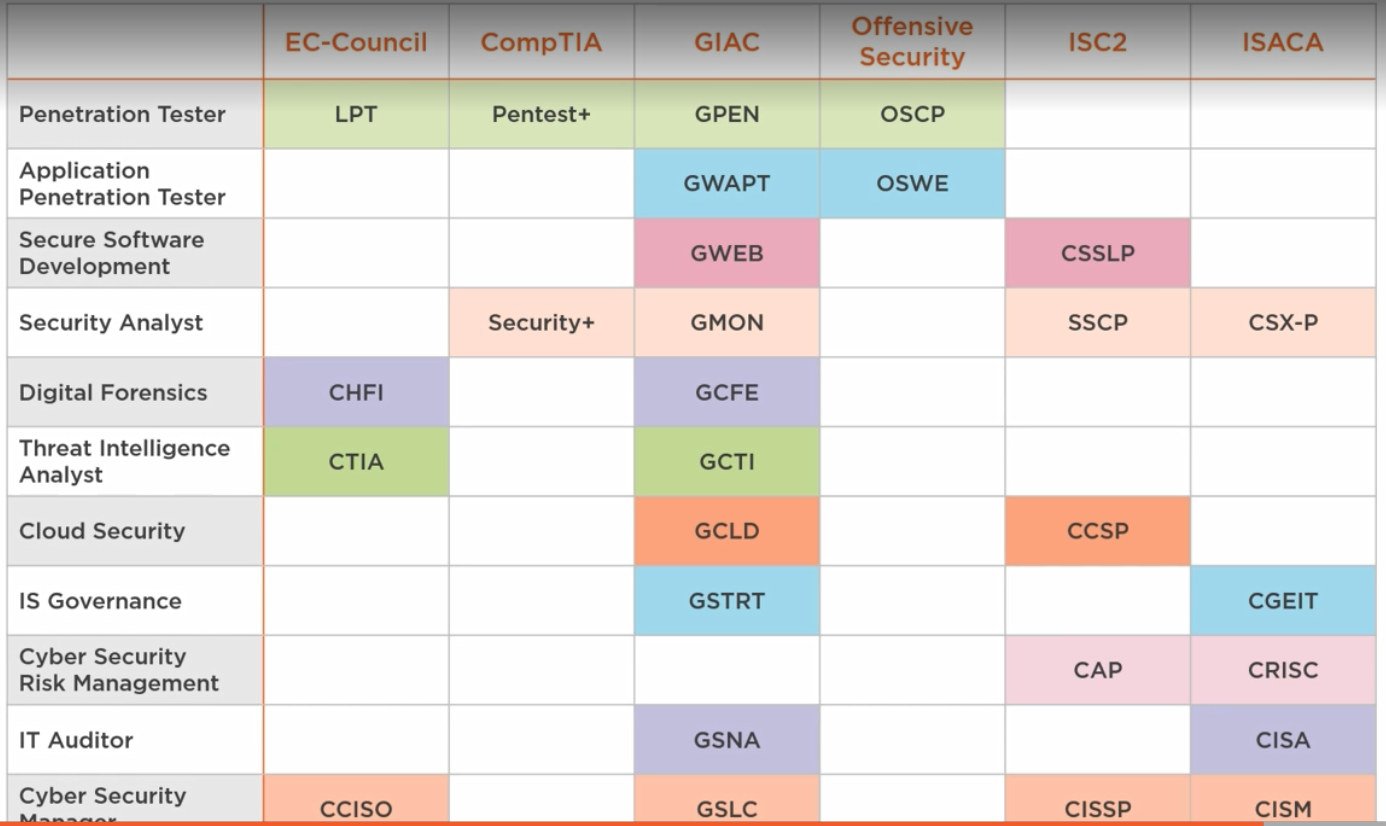 EC-Council CompTIA GIAC Offensive Security ISC2 ISACA
Penetration Tester LPT Pentest+ GPEN OSCP
Application Penetration Tester GWAPT OSWE
Secure Software Development GWEB CSSLP
Security Analyst Security+ GMON SSCP CSX-P
Digital Forensics CHFI GCFE
Threat Intelligence Analyst CTIA GCTI
Cloud Security GCLD CCSP
IS Governance GSTRT CGEIT
Cyber Security Risk Management CAP CRISC
IT Auditor GSNA CISA
Cyber Security Manager CCISO GSLC CISSP CISM